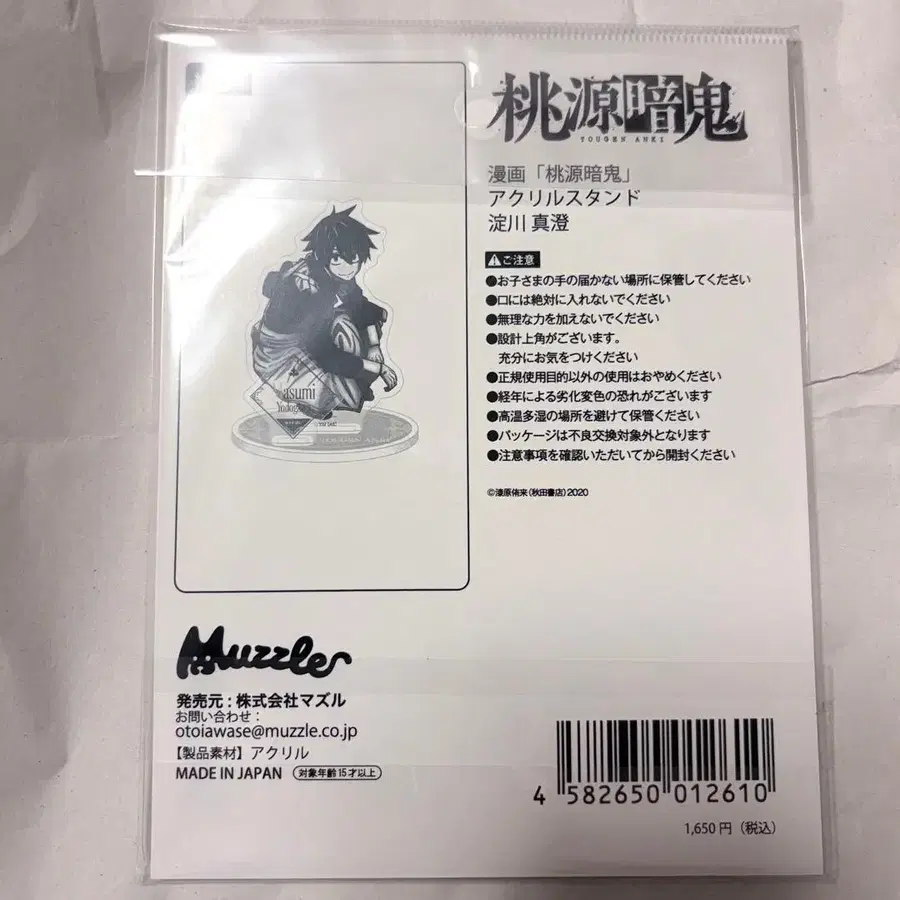 桃源暗鬼
TOUGEN ANKI
漫画「桃源暗鬼」
アクリルスタンド
淀川 真澄
ご注意
●お子さまの手の届かない場所に保管してください
●口には絶対に入れないでください
●無理な力を加えないでください
●設計上角がございます。
充分にお気をつけください
●正規使用目的以外の使用はおやめください
●経年による劣化変色の恐れがございます
●高温多湿の場所を避けて保管ください
●パッケージは不良交換対象外となります
●注意事項を確認いただいてから開封ください
©漆原侑来(秋田書店)2020
asumi
TOUGEN ANKI
Muzzle
発売元:株式会社マズル
お問い合わせ:
otoiawase@muzzle.co.jp
【製品素材】アクリル
MADE IN JAPAN 対象年齢15才以上
4 582650 012610
1,650円(税込)